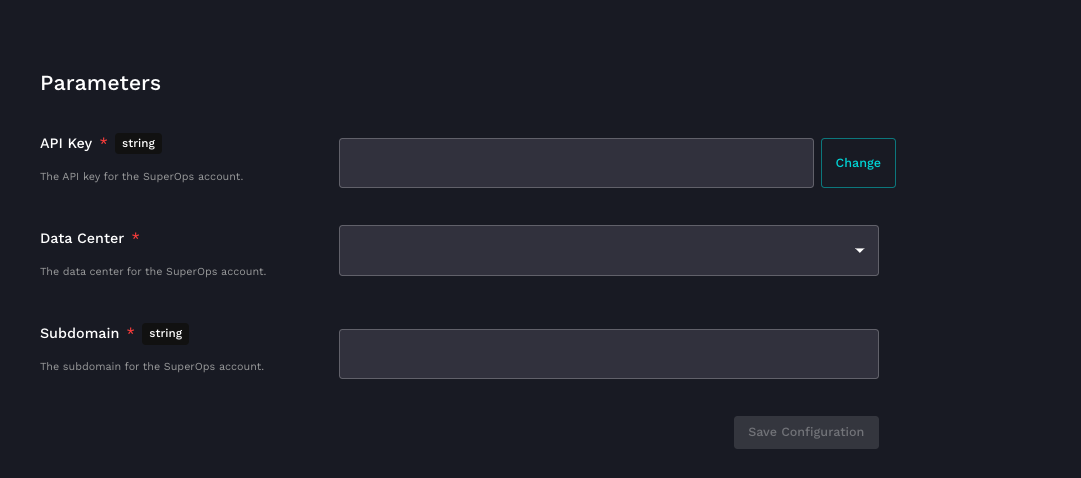 Parameters
API Key * string
The API key for the SuperOps account.
Change
Data Center *
The data center for the SuperOps account.
Subdomain * string
The subdomain for the SuperOps account.
Save Configuration